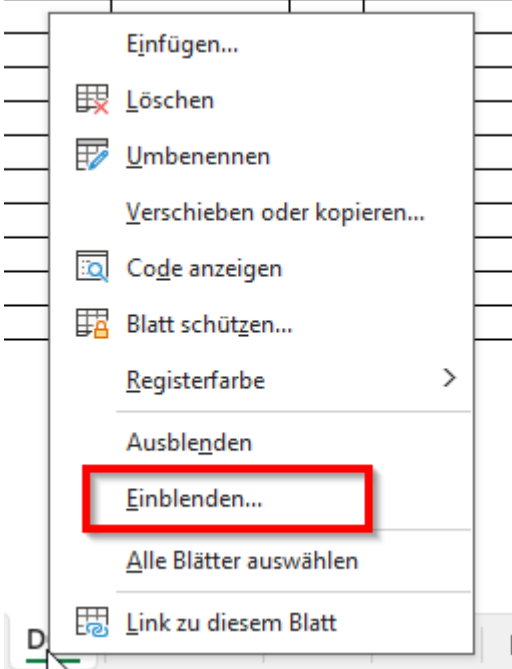 Einfügen...
Löschen
Umbenennen
Verschieben oder kopieren...
Code anzeigen
Blatt schützen...
Registerfarbe
Ausblenden
Einblenden...
Alle Blätter auswählen
Link zu diesem Blatt